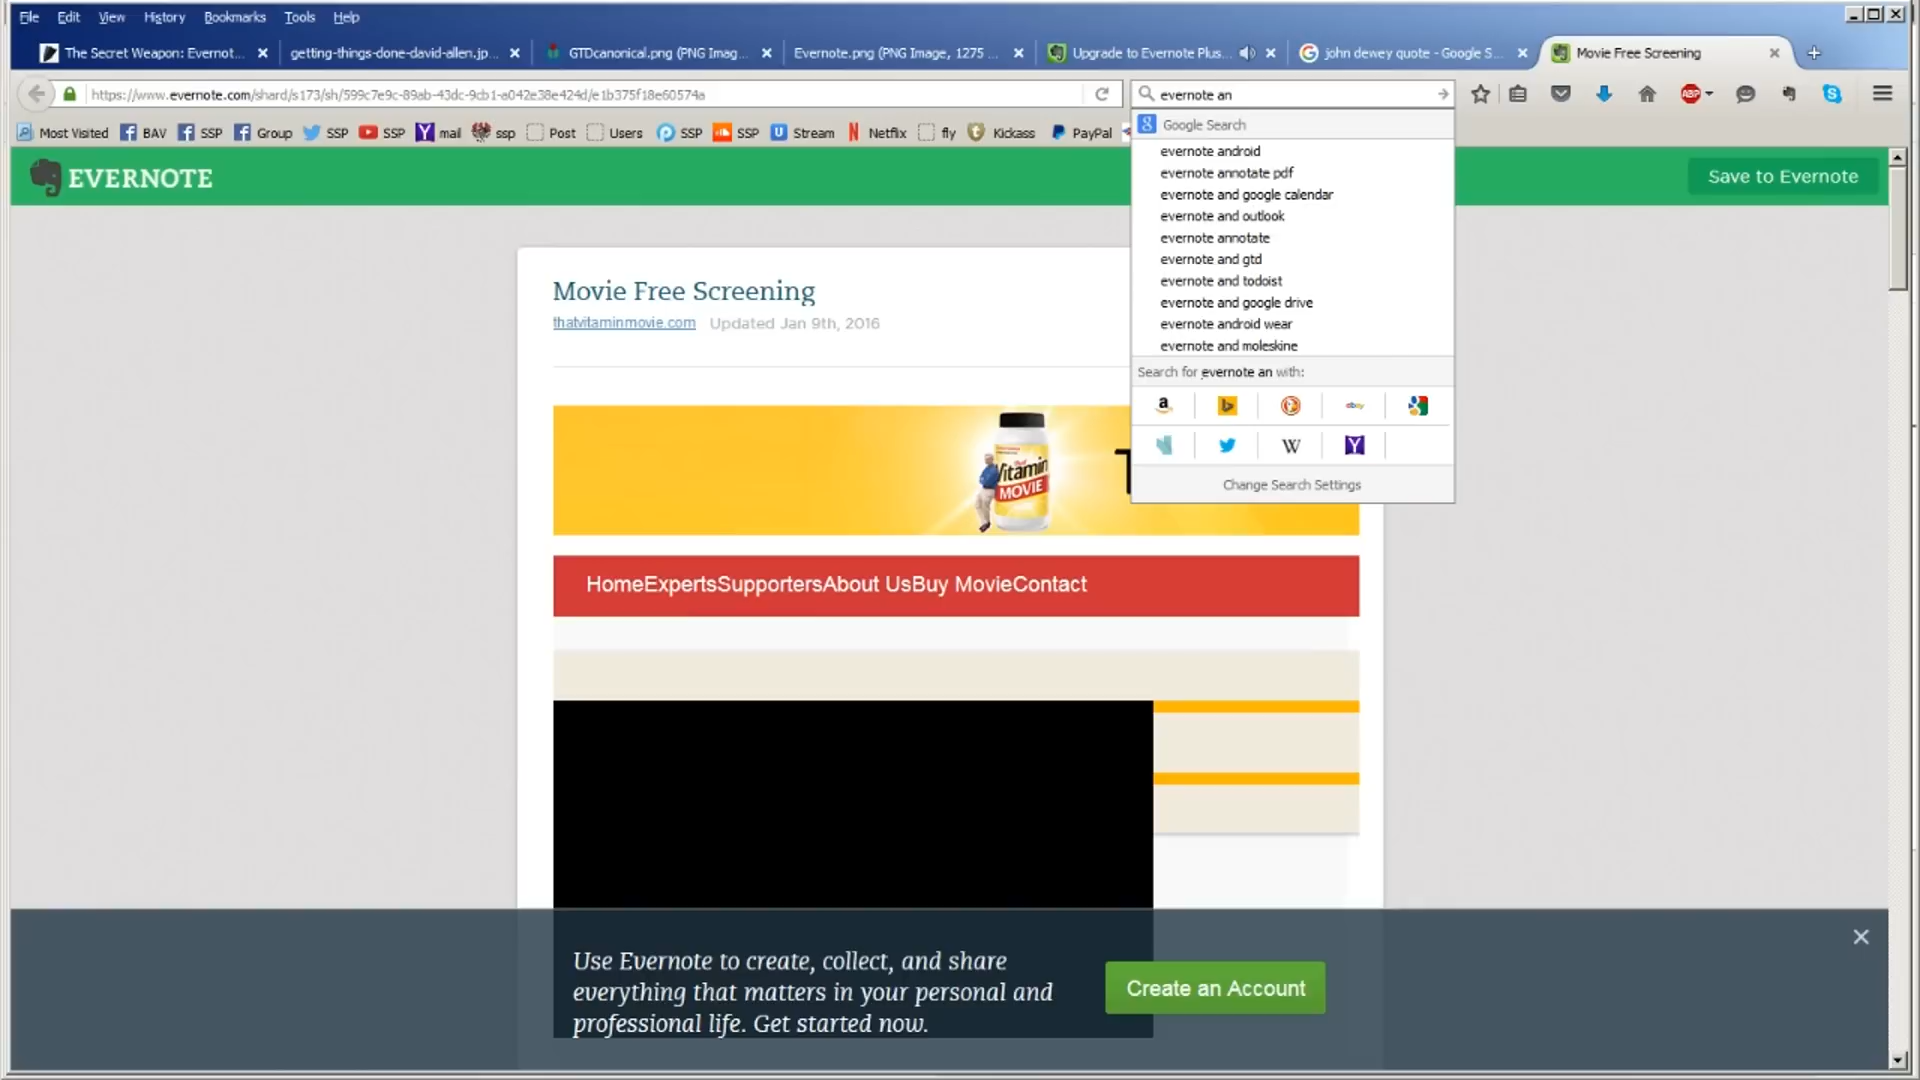 File Edit View History Bookmarks Tools Help
The Secret Weapon: Evernot... getting-things-done-david-allen.jp... GTDcanonical.png (PNG Imag... Evernote.png (PNG Image, 1275 ... Upgrade to Evernote Plus... john dewey quote - Google S... Movie Free Screening
https://www.evernote.com/shard/s173/sh/599c7e9c-89ab-43dc-9cb1-a042e38e424d/e1b375f18e60574a evernote an ABP
Most Visited BAV SSP Group SSP SSP mail ssp Post Users SSP SSP Stream Netflix fly Kickass PayPal
Google Search
evernote android
evernote annotate pdf
evernote and google calendar
evernote and outlook
evernote annotate
evernote and gtd
evernote and todoist
evernote and google drive
evernote android wear
evernote and moleskine
Search for evernote an with:
ebay
Change Search Settings
EVERNOTE Save to Evernote
Movie Free Screening
thatvitaminmovie.com Updated Jan 9th, 2016
Vitamin
MOVIE
T
HomeExpertsSupportersAbout UsBuy MovieContact
Use Evernote to create, collect, and share
everything that matters in your personal and
professional life. Get started now.
Create an Account